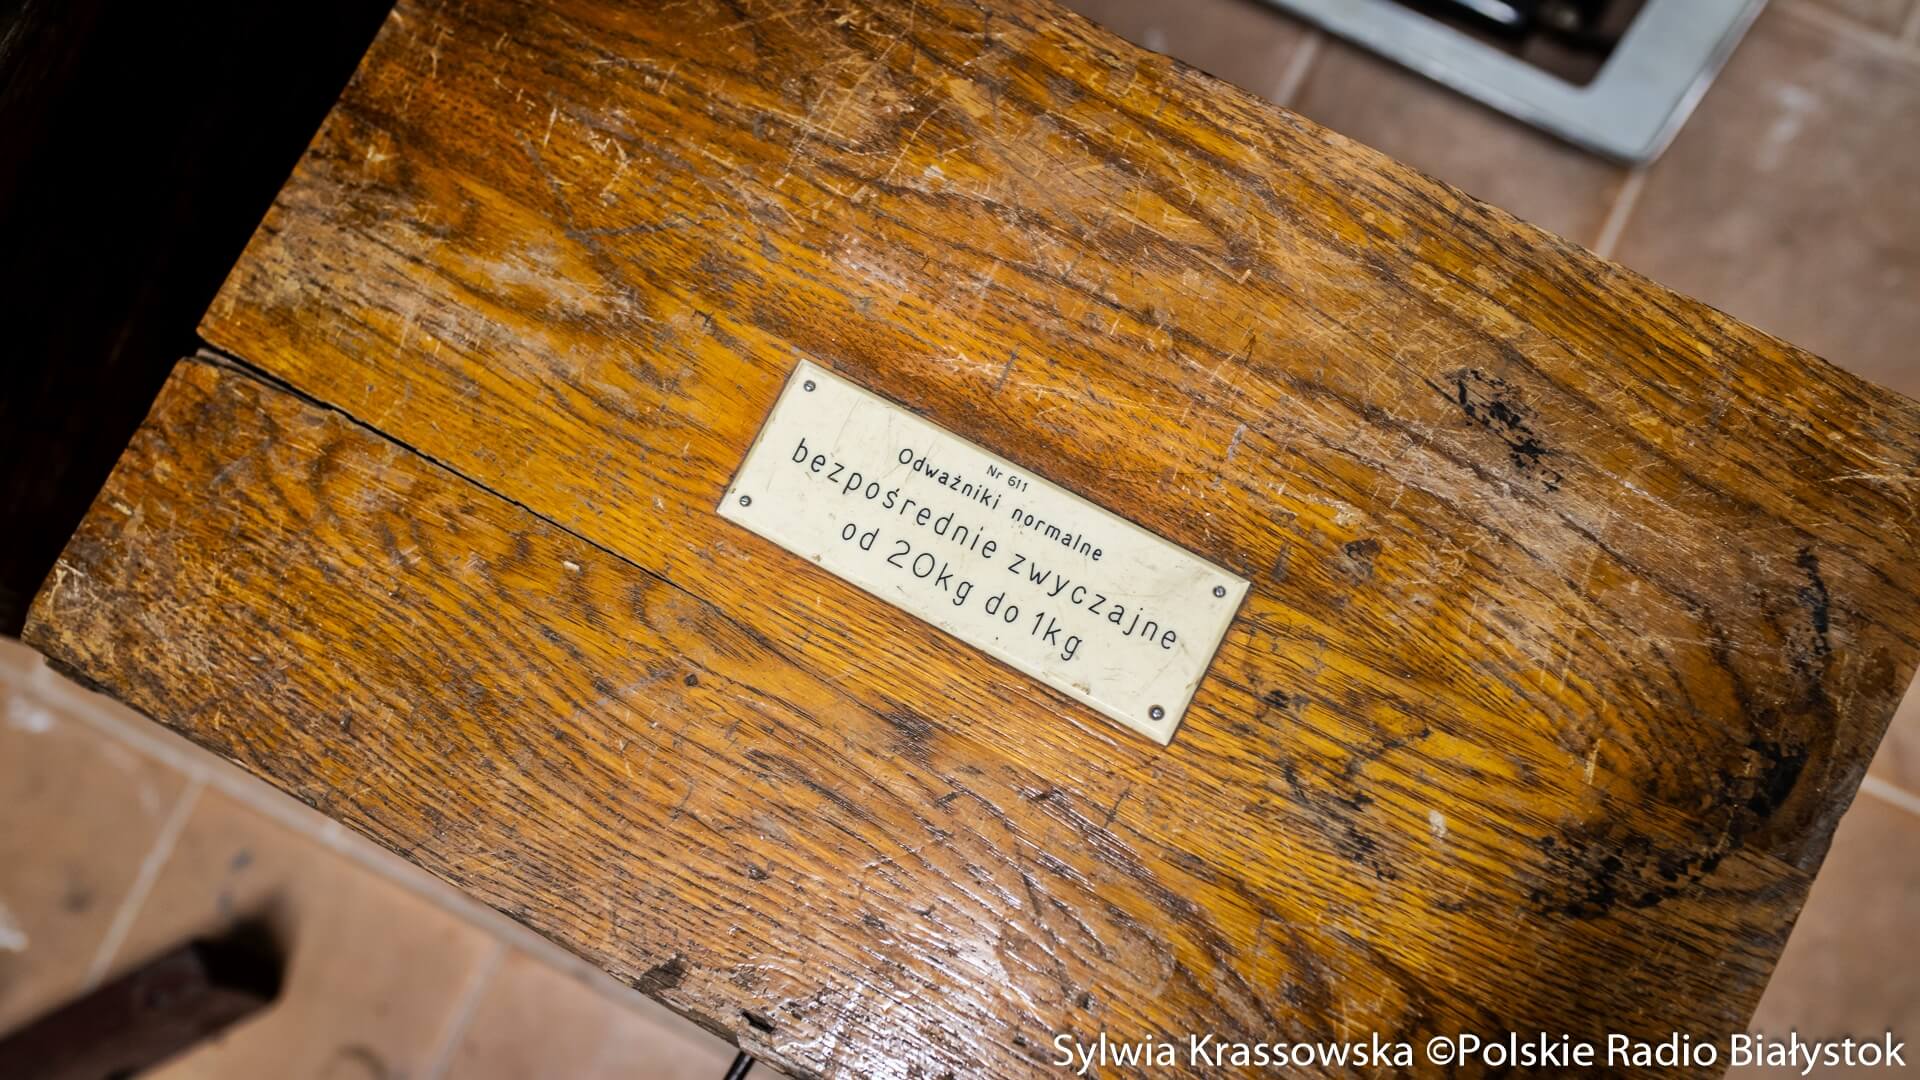 Nr 611
Odważniki normalne
bezpośrednie zwyczajne
od 20kg do 1kg
Sylwia Krassowska ©Polskie Radio Białystok